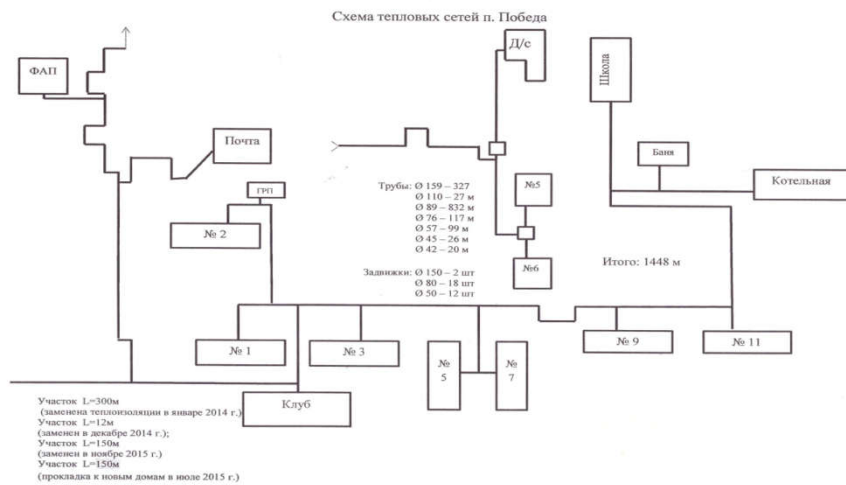 Схема тепловых сетей п. Победа
Д/с
ФАП
Школа
Почта
Баня
Котельная
ГРП
№ 2
Трубы: Ø 159 – 327
Ø 110 – 27 м
Ø 89 – 832 м
Ø 76 – 117 м
Ø 57 – 99 м
Ø 45 – 26 м
Ø 42 – 20 м
№5
№6
Итого: 1448 м
Задвижки: Ø 150 – 2 шт
Ø 80 – 18 шт
Ø 50 – 12 шт
№ 1
№ 3
№
5
№
7
№ 9
№ 11
Клуб
Участок L=300м
(заменена теплоизоляции в январе 2014 г.)
Участок L=12м
(заменен в декабре 2014 г.);
Участок L=150м
(заменен в ноябре 2015 г.)
Участок L=150м
(прокладка к новым домам в июле 2015 г.)